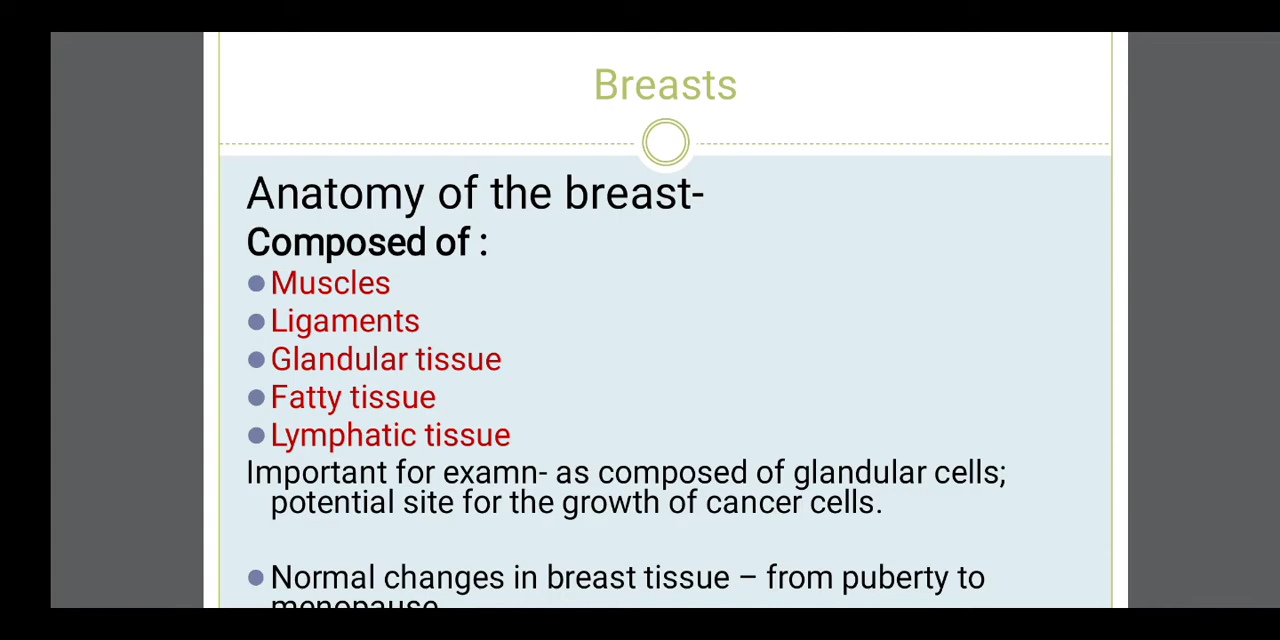 Breasts
Anatomy of the breast-
Composed of :
Muscles
Ligaments
Glandular tissue
Fatty tissue
Lymphatic tissue
Important for examn- as composed of glandular cells;
potential site for the growth of cancer cells.
Normal changes in breast tissue – from puberty to
menopause